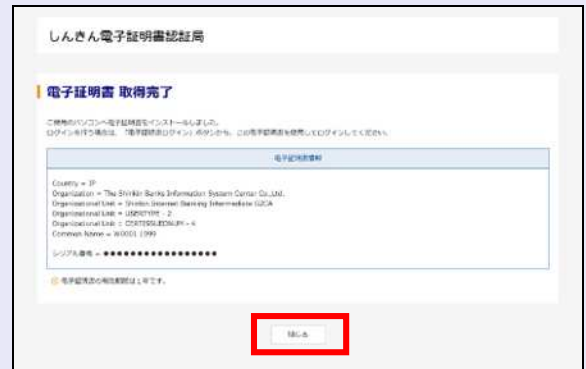 しんきん電子証明書認証局
電子証明書 取得完了
ご使用のパソコンへ電子証明書をインストールしました。
ログインを行う場合は、「電子証明書ログイン」ボタンから、この電子証明書を使用してログインしてください。
電子証明書情報
Country = JP
Organization = The Shinkin Banks Information System Center Co.,Ltd.
Organizational Unit = Shinkin Internet Banking Intermediate G2CA
Organizational Unit = USERTYPE - 2
Organizational Unit = CERTISSUEDNUM - 4
Common Name = W0001 1999
シリアル番号 = ●●●●●●●●●●●●●●●●●
電子証明書の有効期間は1年です。
閉じる